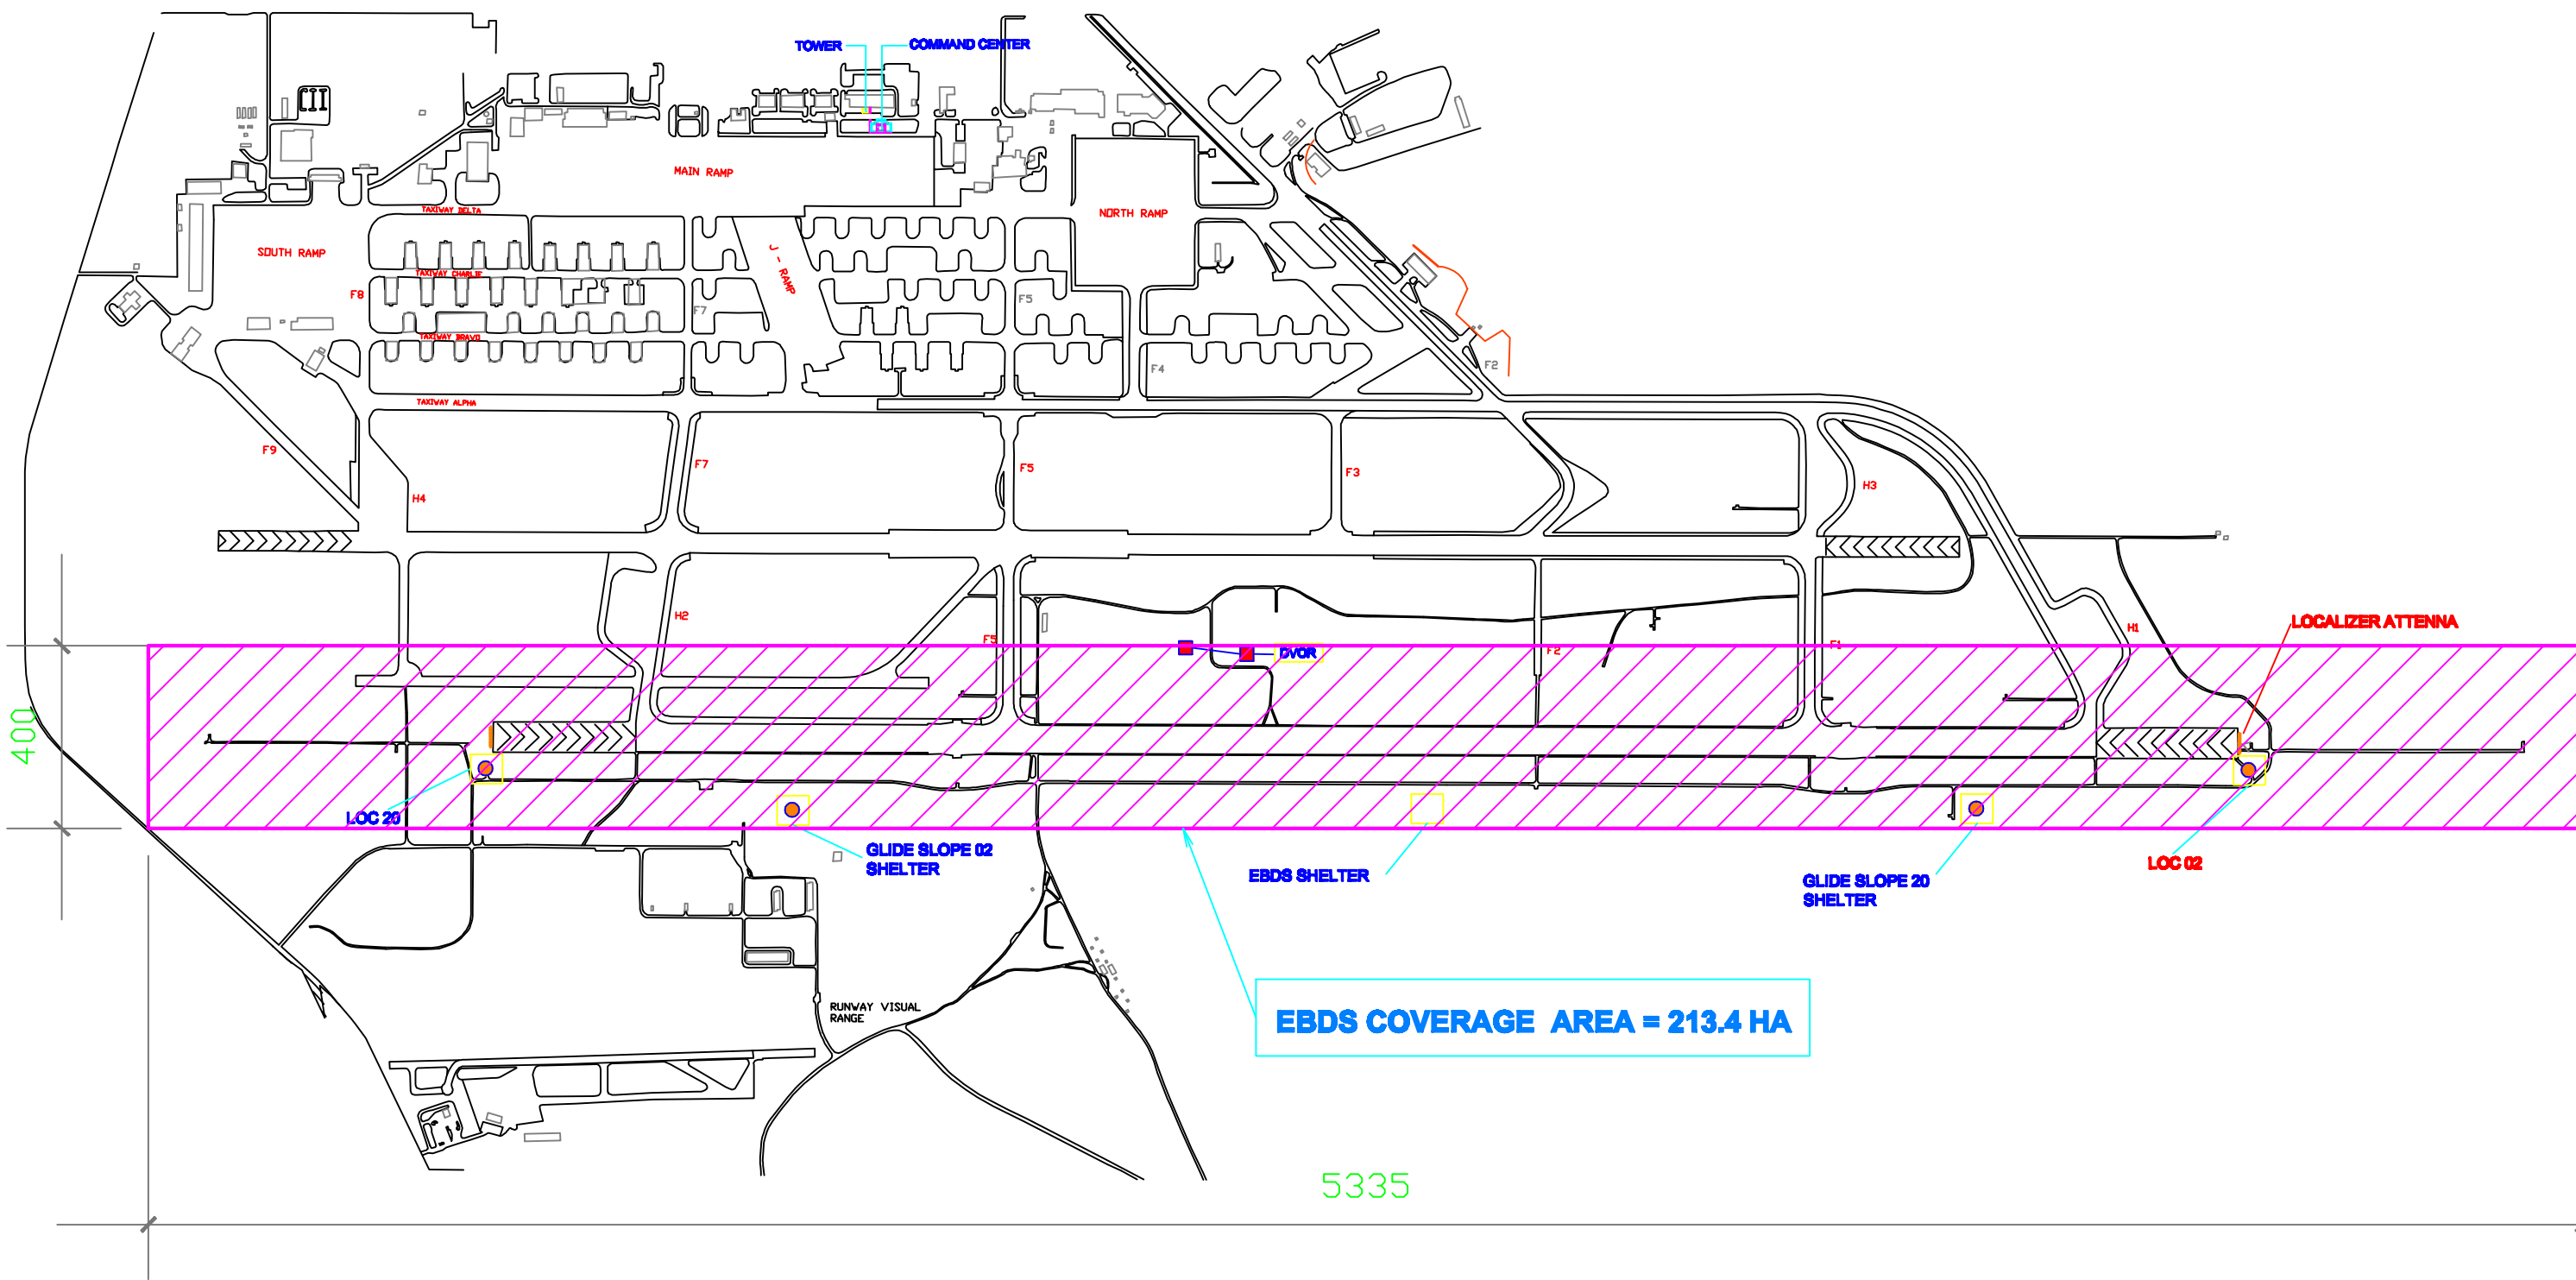 TOWER
COMMAND CENTER
MAIN RAMP
TAXIWAY DELTA
NORTH RAMP
SOUTH RAMP
J - RAMP
TAXIWAY CHARLIE
F8
F7
F5
TAXIWAY BRAVO
F4
F2
TAXIWAY ALPHA
F9
F7
F5
F3
H3
H4
H2
F5
F2
F1
H1
LOCALIZER ATTENNA
DVOR
400
LOC 20
GLIDE SLOPE 02
SHELTER
EBDS SHELTER
GLIDE SLOPE 20
SHELTER
LOC 02
RUNWAY VISUAL
RANGE
EBDS COVERAGE AREA = 213.4 HA
5335